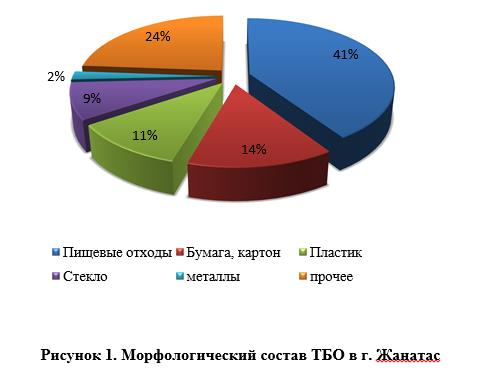 24%
41%
2%
9%
11%
14%
Пищевые отходы Бумага, картон Пластик
Стекло металлы прочее
Рисунок 1. Морфологический состав ТБО в г. Жанатас